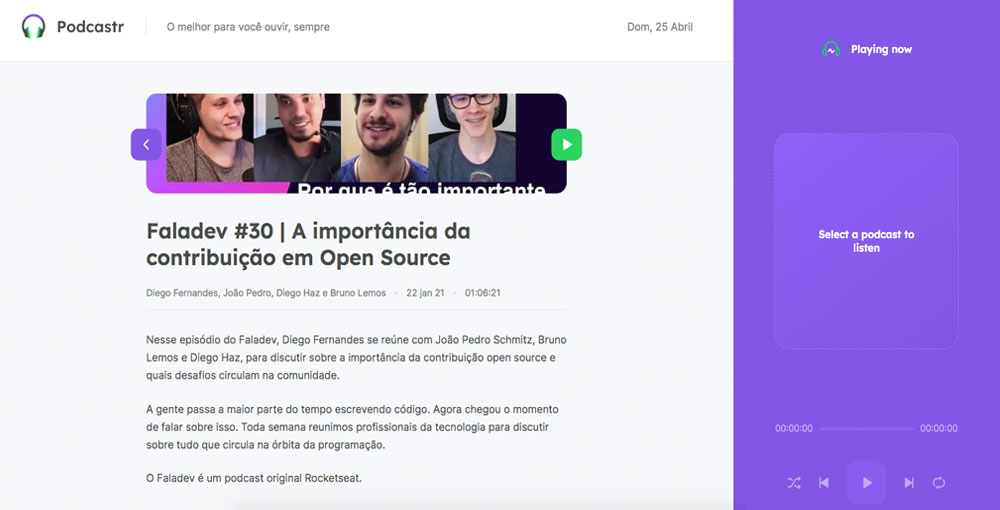 Podcastr
O melhor para você ouvir, sempre
Dom, 25 Abril
Por que é tão importante
Faladev #30 | A importância da
contribuição em Open Source
Diego Fernandes, João Pedro, Diego Haz e Bruno Lemos · 22 jan 21 · 01:06:21
Nesse episódio do Faladev, Diego Fernandes se reúne com João Pedro Schmitz, Bruno
Lemos e Diego Haz, para discutir sobre a importância da contribuição open source e
quais desafios circulam na comunidade.
A gente passa a maior parte do tempo escrevendo código. Agora chegou o momento
de falar sobre isso. Toda semana reunimos profissionais da tecnologia para discutir
sobre tudo que circula na órbita da programação.
O Faladev é um podcast original Rocketseat.
Playing now
Select a podcast to
listen
00:00:00
00:00:00